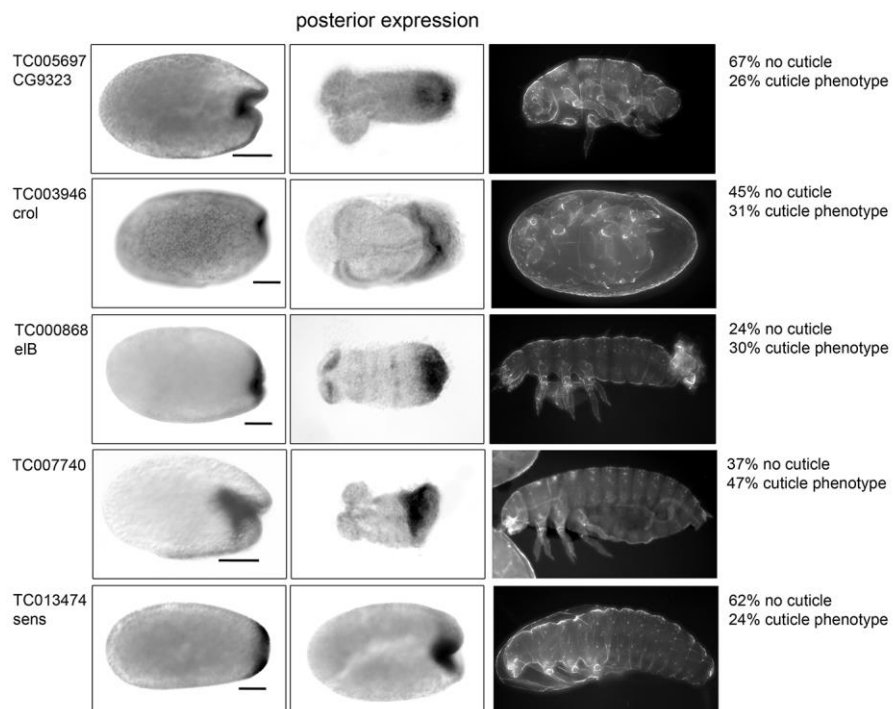 posterior expression
TC005697
CG9323
67% no cuticle
26% cuticle phenotype
TC003946
crol
45% no cuticle
31% cuticle phenotype
TC000868
elB
24% no cuticle
30% cuticle phenotype
TC007740
37% no cuticle
47% cuticle phenotype
TC013474
sens
62% no cuticle
24% cuticle phenotype